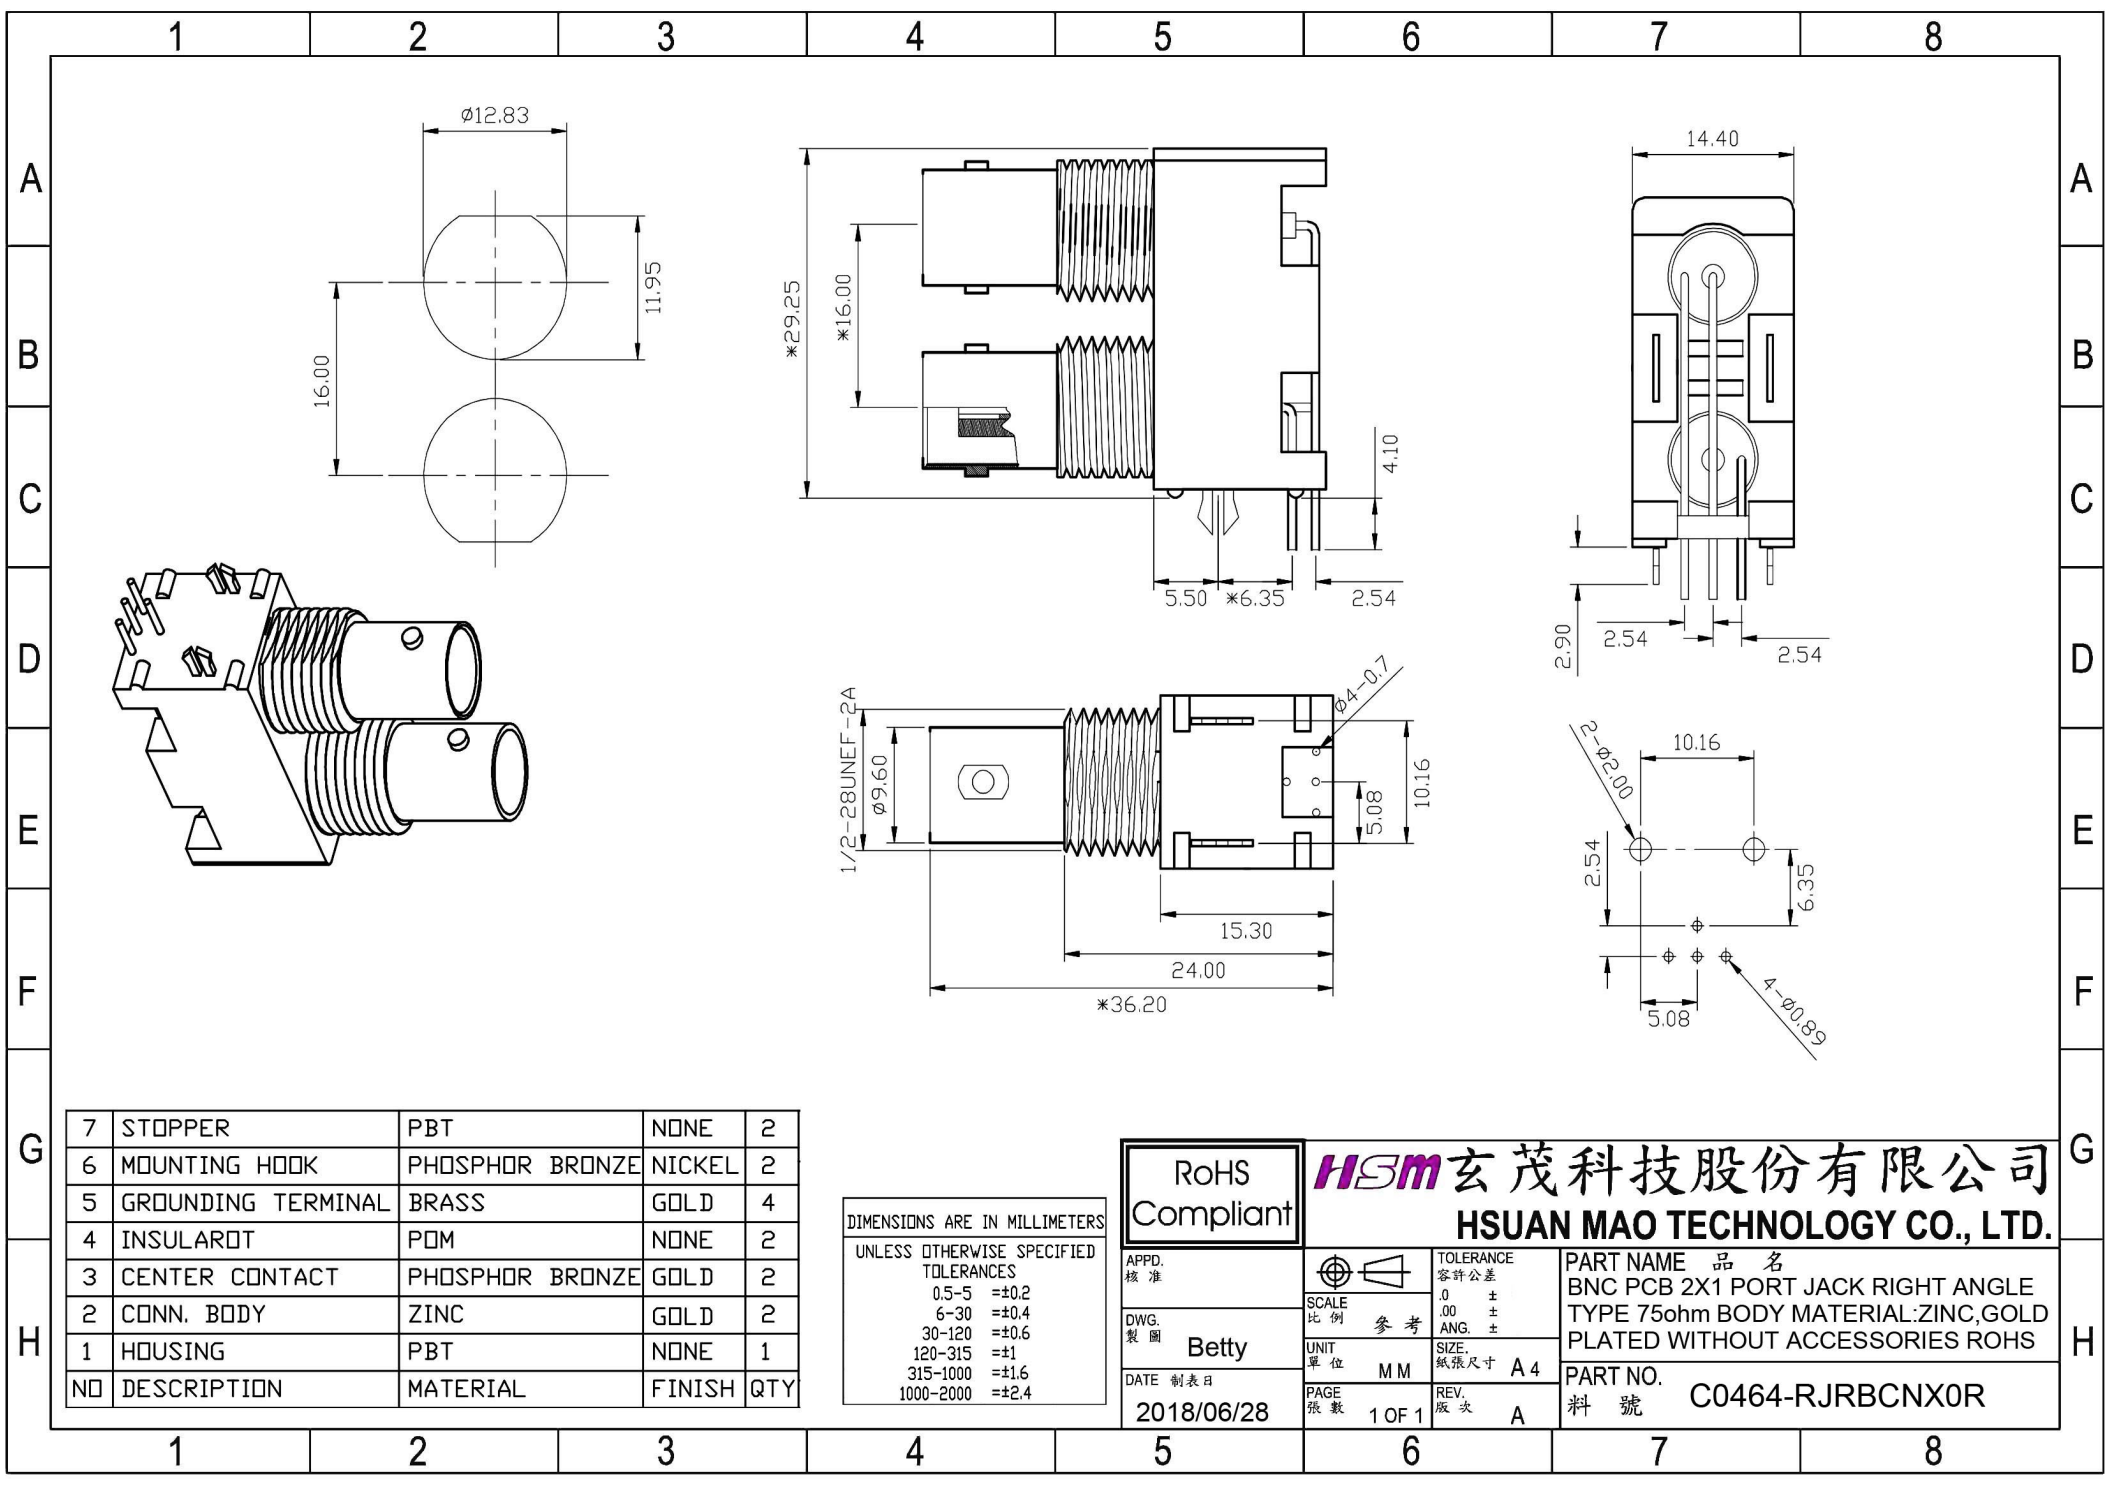 1 2 3 4 5 6 7 8
A
B
C
D
E
F
G
H
A
B
C
D
E
F
G
H
ø12.83
11.95
16.00
*29.25
*16.00
4.10
5.50 *6.35 2.54
14.40
2.90
2.54
2.54
1/2-28UNEF-2A
ø9.60
ø4-0.7
5.08
10.16
15.30
24.00
*36.20
2-ø2.00
10.16
2.54
6.35
5.08
4-ø0.89
7 STOPPER PBT NONE 2
6 MOUNTING HOOK PHOSPHOR BRONZE NICKEL 2
5 GROUNDING TERMINAL BRASS GOLD 4
4 INSULAROT POM NONE 2
3 CENTER CONTACT PHOSPHOR BRONZE GOLD 2
2 CONN. BODY ZINC GOLD 2
1 HOUSING PBT NONE 1
NO DESCRIPTION MATERIAL FINISH QTY
DIMENSIONS ARE IN MILLIMETERS
UNLESS OTHERWISE SPECIFIED
TOLERANCES
0.5-5 =±0.2
6-30 =±0.4
30-120 =±0.6
120-315 =±1
315-1000 =±1.6
1000-2000 =±2.4
RoHS
Compliant
HSM 玄茂科技股份有限公司
HSUAN MAO TECHNOLOGY CO., LTD.
APPD.
核 准
DWG.
製 圖 Betty
DATE 制表日
2018/06/28
SCALE
比 例 參 考
UNIT
單 位 MM
PAGE
張 數 1 OF 1
TOLERANCE
容許公差
.0 ±
.00 ±
ANG. ±
SIZE.
紙張尺寸 A4
REV.
版 次 A
PART NAME 品 名
BNC PCB 2X1 PORT JACK RIGHT ANGLE
TYPE 75ohm BODY MATERIAL:ZINC,GOLD
PLATED WITHOUT ACCESSORIES ROHS
PART NO.
料 號 C0464-RJRBCNX0R
1 2 3 4 5 6 7 8